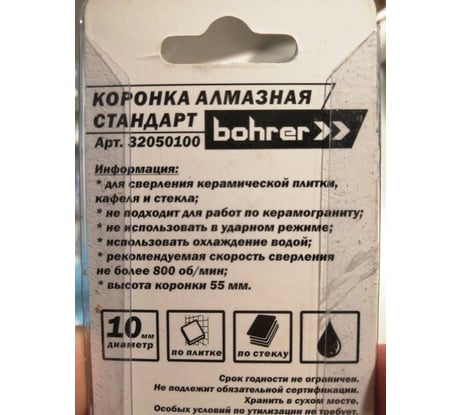 КОРОНКА АЛМАЗНАЯ
СТАНДАРТ bohrer
Арт. 32050100
Информация:
* для сверления керамической плитки,
кафеля и стекла;
* не подходит для работ по керамограниту;
* не использовать в ударном режиме;
* использовать охлаждение водой;
* рекомендуемая скорость сверления
не более 800 об/мин;
* высота коронки 55 мм.
10 мм
диаметр
по плитке
по стеклу
Срок годности не ограничен.
Не подлежит обязательной сертификации.
Хранить в сухом месте.
Особых условий по утилизации не требует.